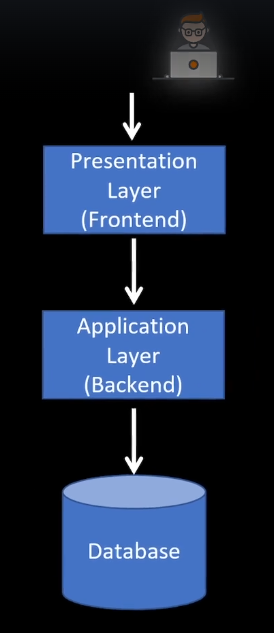 Presentation
Layer
(Frontend)
Application
Layer
(Backend)
Database